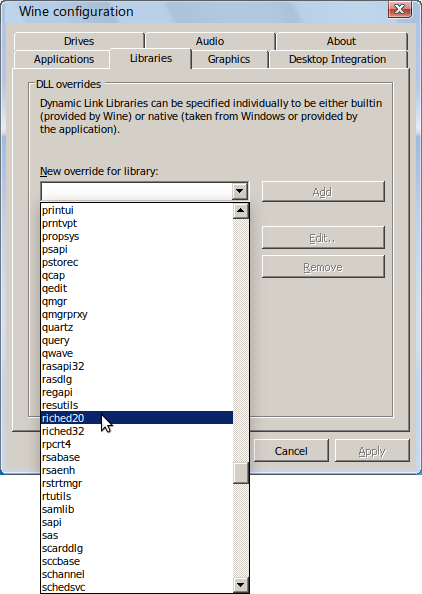 Wine configuration
Drives Audio About
Applications Libraries Graphics Desktop Integration
DLL overrides
Dynamic Link Libraries can be specified individually to be either builtin
(provided by Wine) or native (taken from Windows or provided by
the application).
New override for library:
Add
printui
prntvpt
propsys
psapi
Edit..
pstorec
qcap
Remove
qedit
qmgr
qmgrprxy
quartz
query
qwave
rasapi32
rasdlg
regapi
resutils
riched20
riched32
rpcrt4
Cancel Apply
rsabase
rsaenh
rstrtmgr
rtutils
samlib
sapi
sas
scarddlg
sccbase
schannel
schedsvc